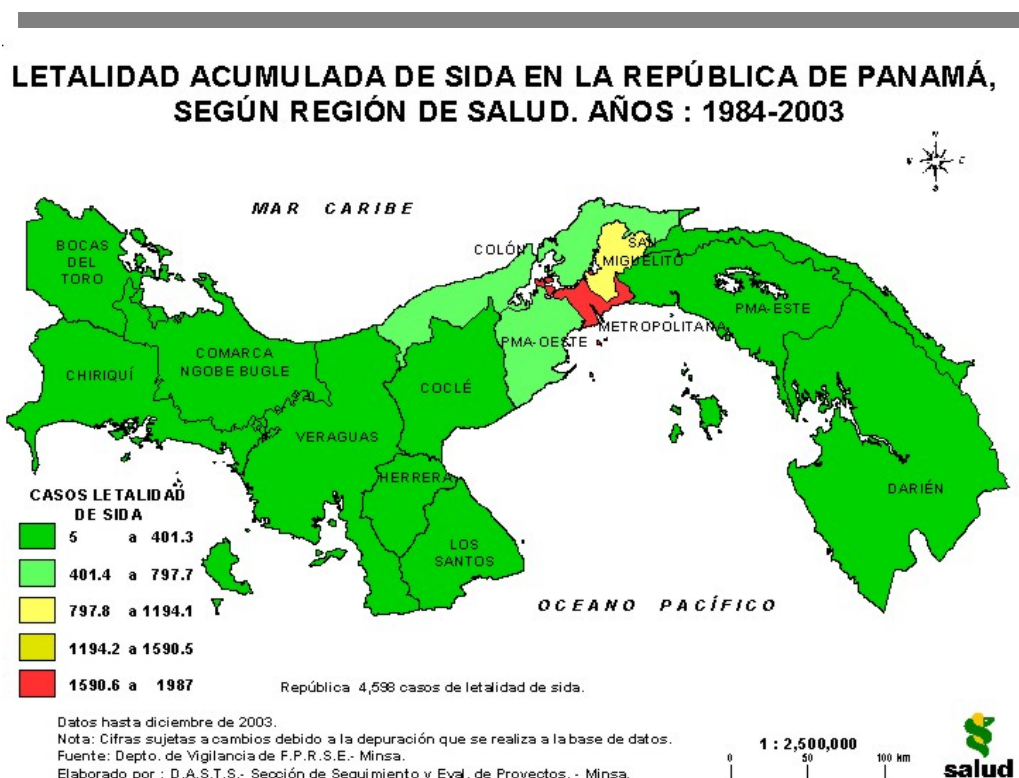 LETALIDAD ACUMULADA DE SIDA EN LA REPÚBLICA DE PANAMÁ,
SEGÚN REGIÓN DE SALUD. AÑOS : 1984-2003
N
E
S
MAR CARIBE
BOCAS
DEL
TORO
COLÓN
SAN
MIGUELITO
PMA-ESTE
METROPOLITANA
PMA-OESTE
COMARCA
NGOBE BUGLE
CHIRIQUÍ
COCLÉ
VERAGUAS
HERRERA
DARIÉN
LOS
SANTOS
CASOS LETALIDAD
DE SIDA
5 a 401.3
401.4 a 797.7
797.8 a 1194.1
1194.2 a 1590.5
1590.6 a 1987
OCEANO PACÍFICO
República 4,598 casos de letalidad de sida.
Datos hasta diciembre de 2003.
Nota: Cifras sujetas a cambios debido a la depuración que se realiza a la base de datos.
Fuente: Depto. de Vigilancia de F.P.R.S.E.- Minsa.
Elaborado por : D.A.S.T.S.- Sección de Seguimiento y Eval. de Proyectos. - Minsa.
1 : 2,500,000
0 50 100 km
salud